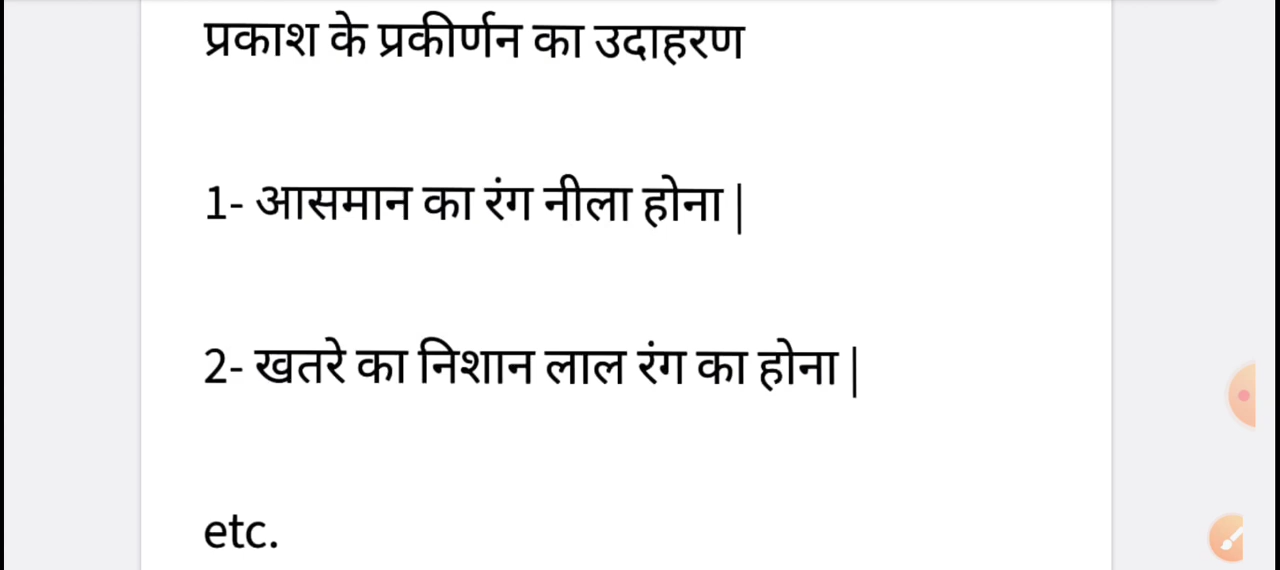 प्रकाश के प्रकीर्णन का उदाहरण
1- आसमान का रंग नीला होना |
2- खतरे का निशान लाल रंग का होना |
etc.